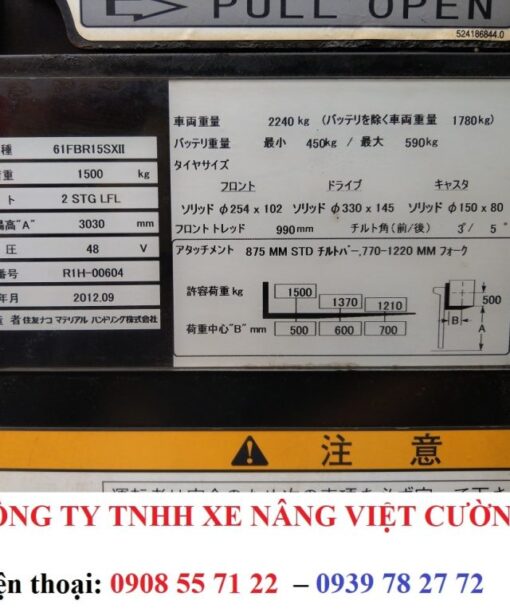 PULL OPEN
524186844.0
種 61FBR15SXII
重 1500 kg
ト 2 STG LFL
高"A" 3030 mm
圧 48 V
番号 R1H-00604
年月 2012.09
者 住友ナコ マテリアル ハンドリング株式会社
車両重量 2240 kg (バッテリを除く車両重量 1780kg)
バッテリ重量 最小 450kg / 最大 590kg
タイヤサイズ
フロント ドライブ キャスタ
ソリッド φ254 x 102 ソリッド φ330 x 145 ソリッド φ150 x 80
フロントトレッド 990mm チルト角(前/後) 3°/ 5°
アタッチメント 875 MM STD チルトバー,770-1220 MM フォーク
許容荷重 kg 1500 1370 1210
荷重中心"B" mm 500 600 700
500
B
A
注意
ÔNG TY TNHH XE NÂNG VIỆT CƯỜN
ện thoại: 0908 55 71 22 – 0939 78 27 72